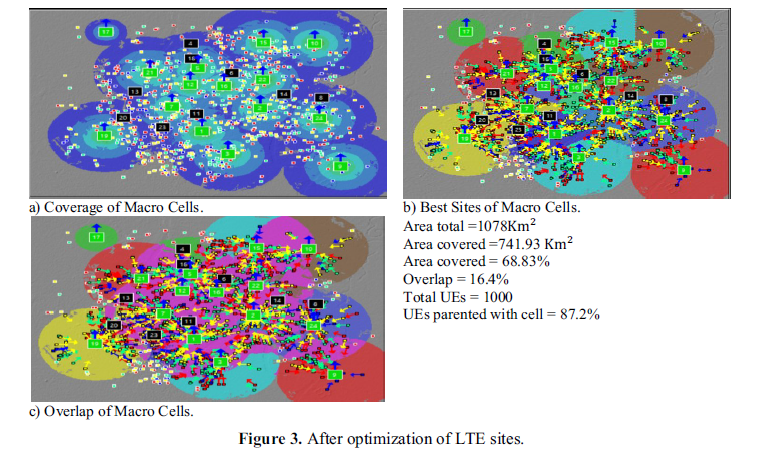 a) Coverage of Macro Cells.
b) Best Sites of Macro Cells.
Area total =1078Km²
Area covered =741.93 Km²
Area covered = 68.83%
Overlap = 16.4%
Total UEs = 1000
UEs parented with cell = 87.2%
c) Overlap of Macro Cells.
Figure 3. After optimization of LTE sites.